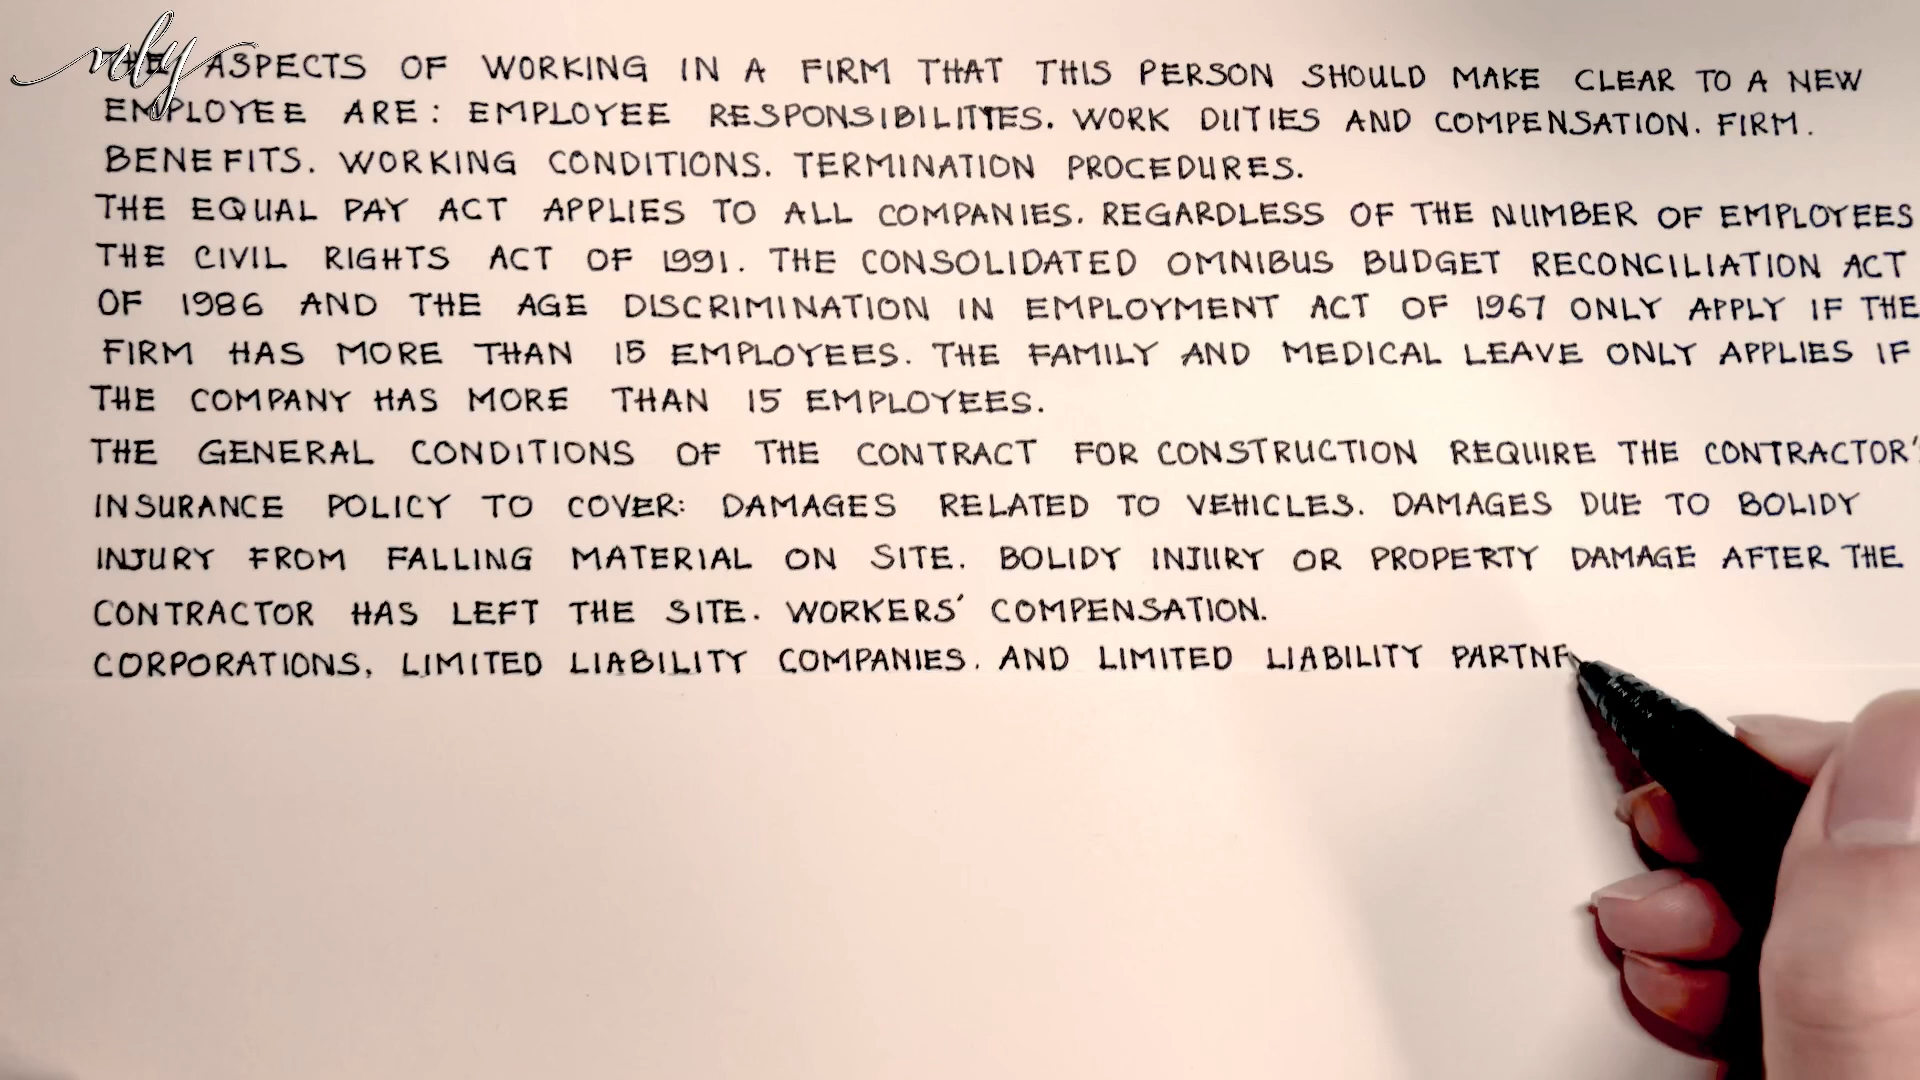 vdy
THE ASPECTS OF WORKING IN A FIRM THAT THIS PERSON SHOULD MAKE CLEAR TO A NEW
EMPLOYEE ARE: EMPLOYEE RESPONSIBILITIES. WORK DUTIES AND COMPENSATION. FIRM.
BENEFITS. WORKING CONDITIONS. TERMINATION PROCEDURES.
THE EQUAL PAY ACT APPLIES TO ALL COMPANIES. REGARDLESS OF THE NUMBER OF EMPLOYEES
THE CIVIL RIGHTS ACT OF 1991. THE CONSOLIDATED OMNIBUS BUDGET RECONCILIATION ACT
OF 1986 AND THE AGE DISCRIMINATION IN EMPLOYMENT ACT OF 1967 ONLY APPLY IF THE
FIRM HAS MORE THAN 15 EMPLOYEES. THE FAMILY AND MEDICAL LEAVE ONLY APPLIES IF
THE COMPANY HAS MORE THAN 15 EMPLOYEES.
THE GENERAL CONDITIONS OF THE CONTRACT FOR CONSTRUCTION REQUIRE THE CONTRACTOR'S
INSURANCE POLICY TO COVER: DAMAGES RELATED TO VEHICLES. DAMAGES DUE TO BOLIDY
INJURY FROM FALLING MATERIAL ON SITE. BOLIDY INJURY OR PROPERTY DAMAGE AFTER THE
CONTRACTOR HAS LEFT THE SITE. WORKERS' COMPENSATION.
CORPORATIONS, LIMITED LIABILITY COMPANIES. AND LIMITED LIABILITY PARTNE